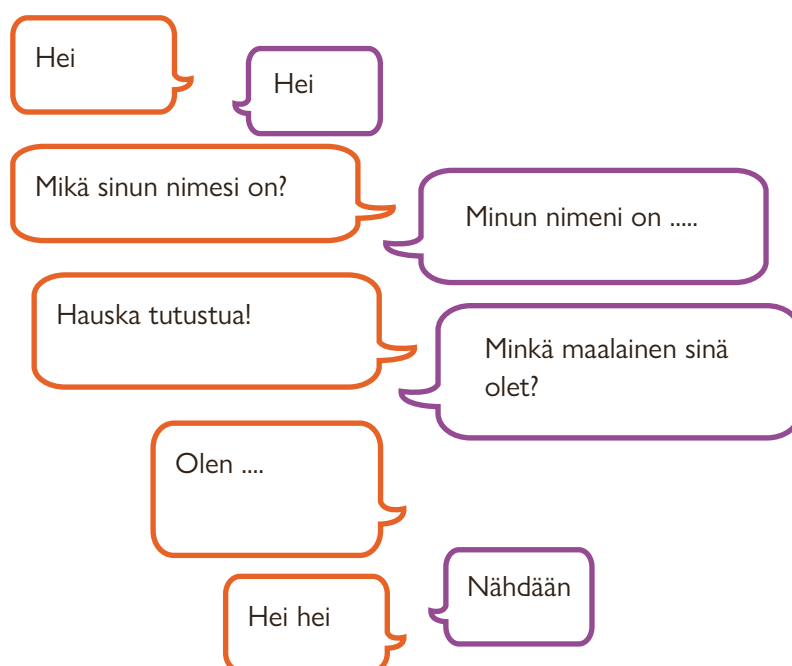 Hei
Hei
Mikä sinun nimesi on?
Minun nimeni on .....
Hauska tutustua!
Minkä maalainen sinä
olet?
Olen ....
Nähdään
Hei hei